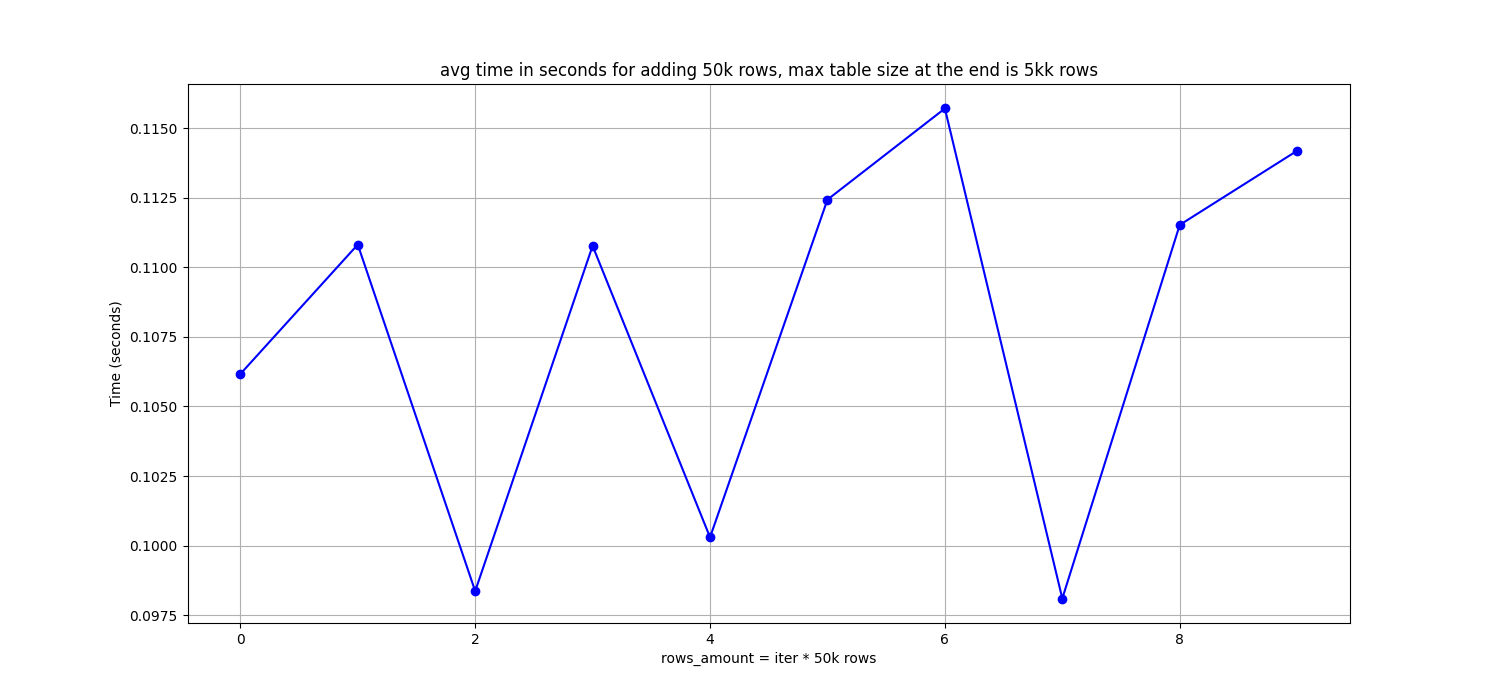 avg time in seconds for adding 50k rows, max table size at the end is 5kk rows
0.1150
0.1125
0.1100
0.1075
0.1050
0.1025
0.1000
0.0975
Time (seconds)
0 2 4 6 8
rows_amount = iter * 50k rows